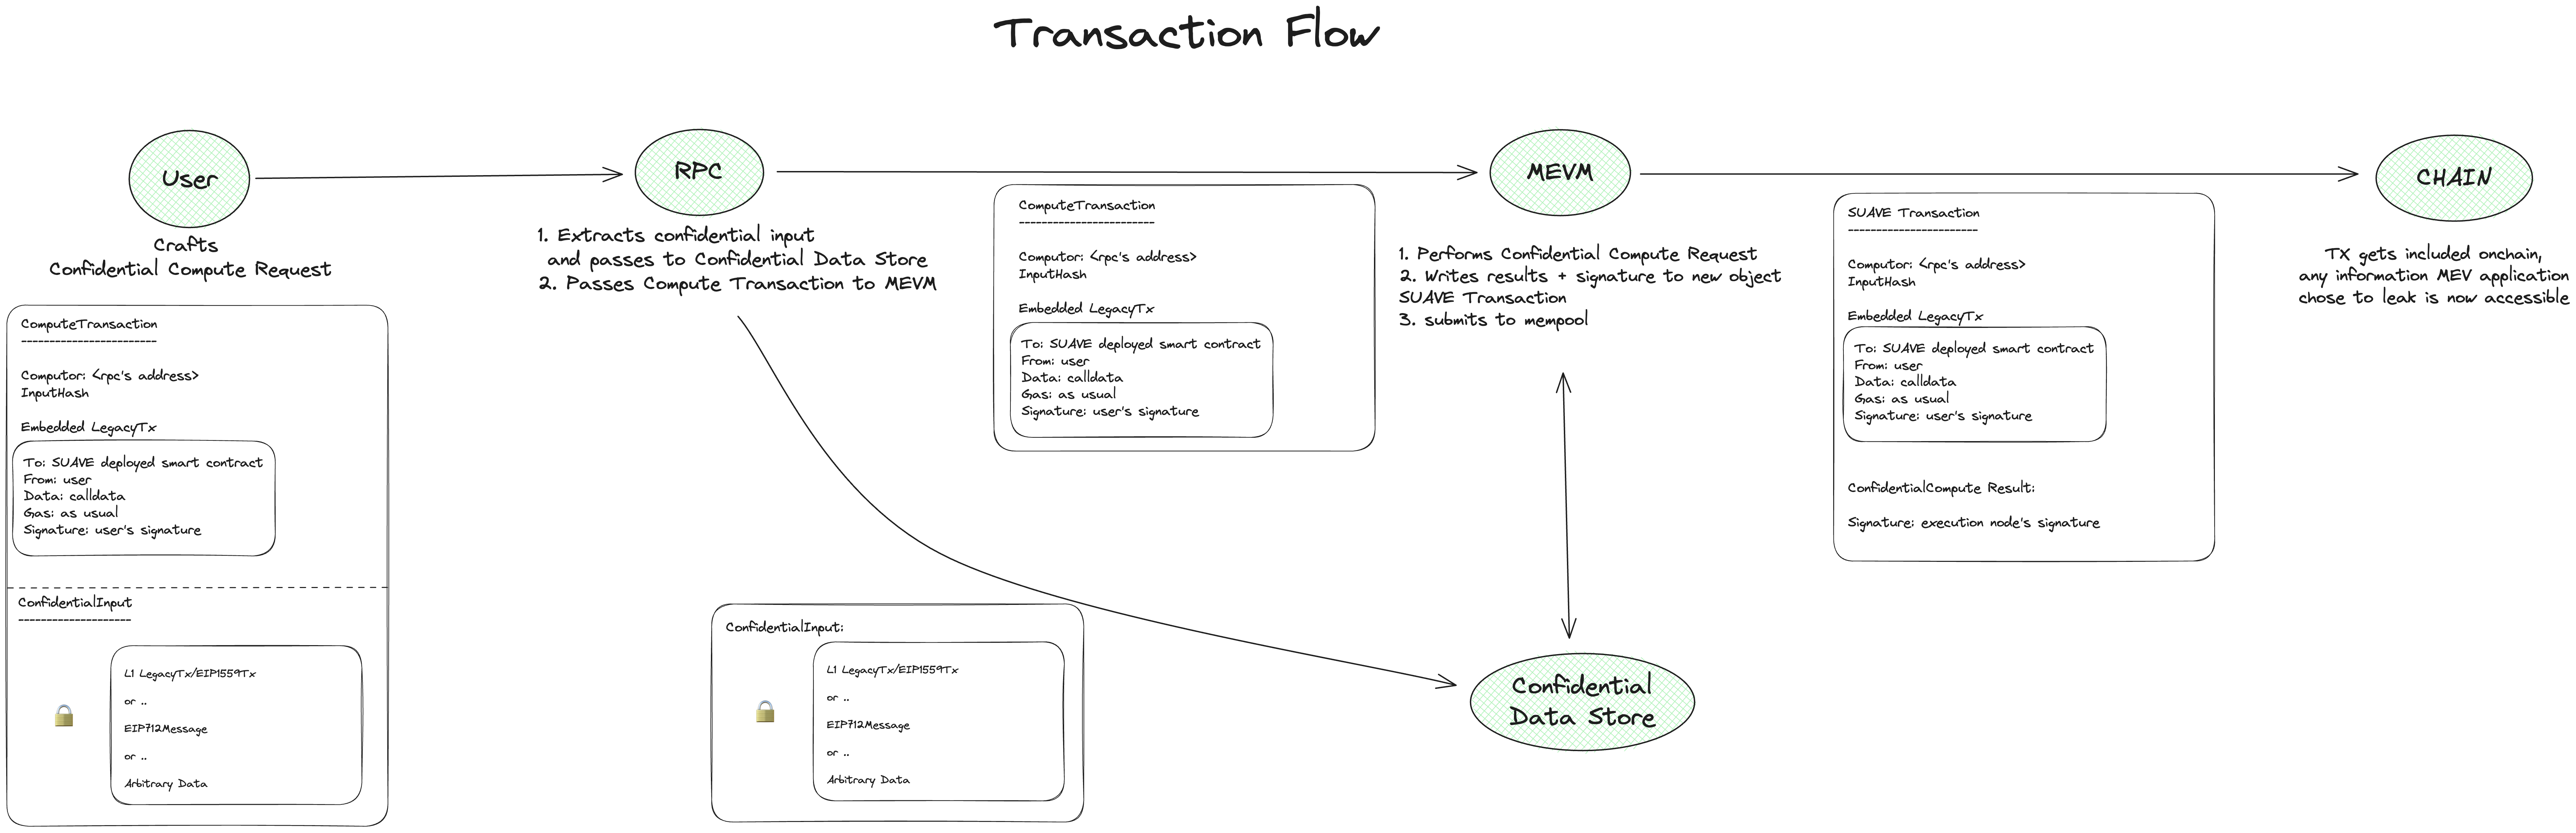 Transaction Flow
User
Crafts
Confidential Compute Request
ComputeTransaction
------------------------
Computor: <rpc's address>
InputHash
Embedded LegacyTx
To: SUAVE deployed smart contract
From: user
Data: calldata
Gas: as usual
Signature: user's signature
ConfidentialInput
--------------------
L1 LegacyTx/EIP1559Tx
or ..
EIP712Message
or ..
Arbitrary Data
RPC
1. Extracts confidential input
and passes to Confidential Data Store
2. Passes Compute Transaction to MEVM
ConfidentialInput:
L1 LegacyTx/EIP1559Tx
or ..
EIP712Message
or ..
Arbitrary Data
ComputeTransaction
------------------------
Computor: <rpc's address>
InputHash
Embedded LegacyTx
To: SUAVE deployed smart contract
From: user
Data: calldata
Gas: as usual
Signature: user's signature
MEVM
1. Performs Confidential Compute Request
2. Writes results + signature to new object
SUAVE Transaction
3. submits to mempool
Confidential
Data Store
SUAVE Transaction
-----------------------
Computor: <rpc's address>
InputHash
Embedded LegacyTx
To: SUAVE deployed smart contract
From: user
Data: calldata
Gas: as usual
Signature: user's signature
ConfidentialCompute Result:
Signature: execution node's signature
CHAIN
TX gets included onchain,
any information MEV application
chose to leak is now accessible